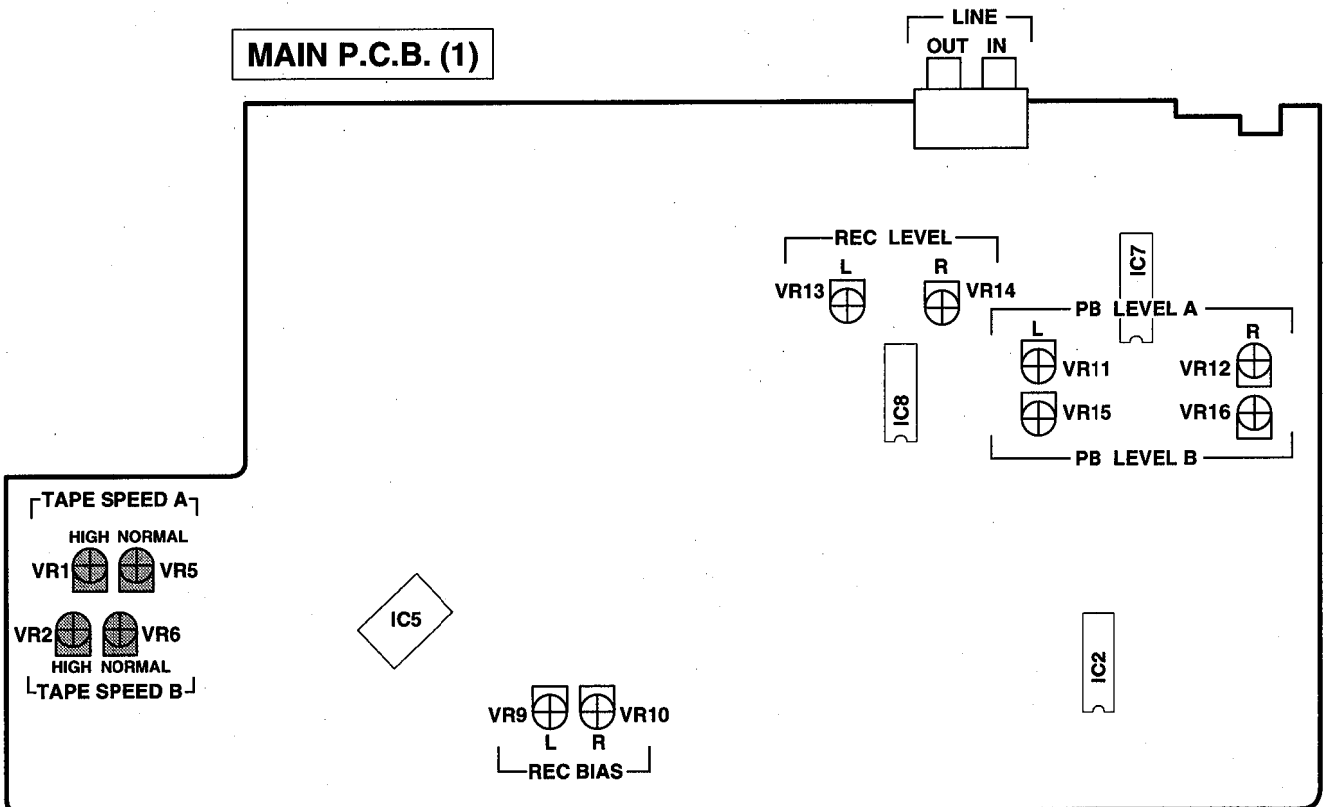 MAIN P.C.B. (1)
LINE
OUT IN
REC LEVEL
L R
VR13 VR14
IC7
PB LEVEL A
L R
VR11 VR12
IC8
VR15 VR16
PB LEVEL B
TAPE SPEED A
HIGH NORMAL
VR1 VR5
VR2 VR6
HIGH NORMAL
TAPE SPEED B
IC5
IC2
VR9 VR10
L R
REC BIAS